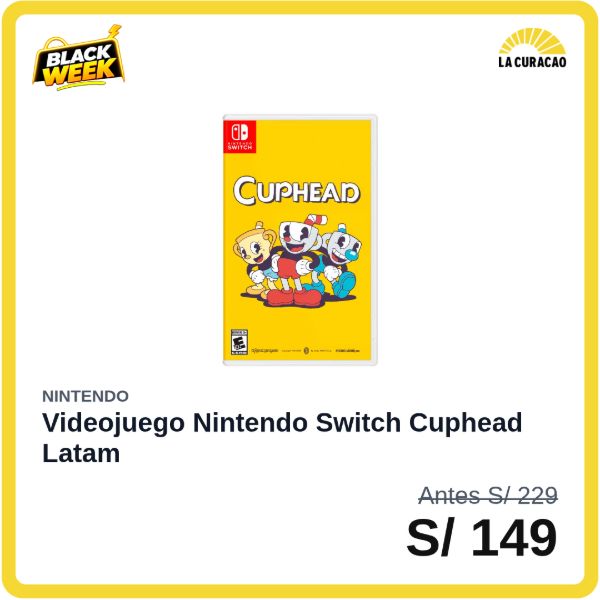 BLACK
WEEK
LA CURACAO
NINTENDO
SWITCH
CUPHEAD
E
NINTENDO
Videojuego Nintendo Switch Cuphead
Latam
Antes S/ 229
S/ 149